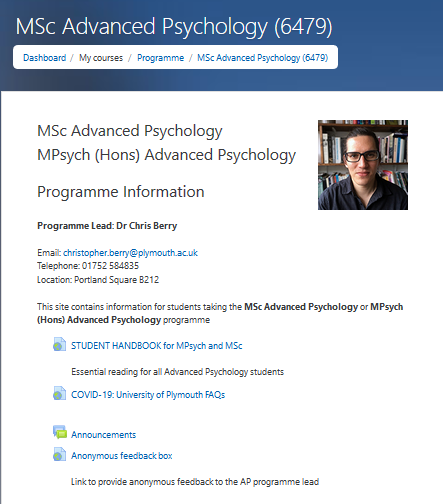 MSc Advanced Psychology (6479)
Dashboard / My courses / Programme / MSc Advanced Psychology (6479)
MSc Advanced Psychology
MPsych (Hons) Advanced Psychology
Programme Information
Programme Lead: Dr Chris Berry
Email: christopher.berry@plymouth.ac.uk
Telephone: 01752 584835
Location: Portland Square B212
This site contains information for students taking the MSc Advanced Psychology or MPsych
(Hons) Advanced Psychology programme
STUDENT HANDBOOK for MPsych and MSc
Essential reading for all Advanced Psychology students
COVID-19: University of Plymouth FAQs
Announcements
Anonymous feedback box
Link to provide anonymous feedback to the AP programme lead